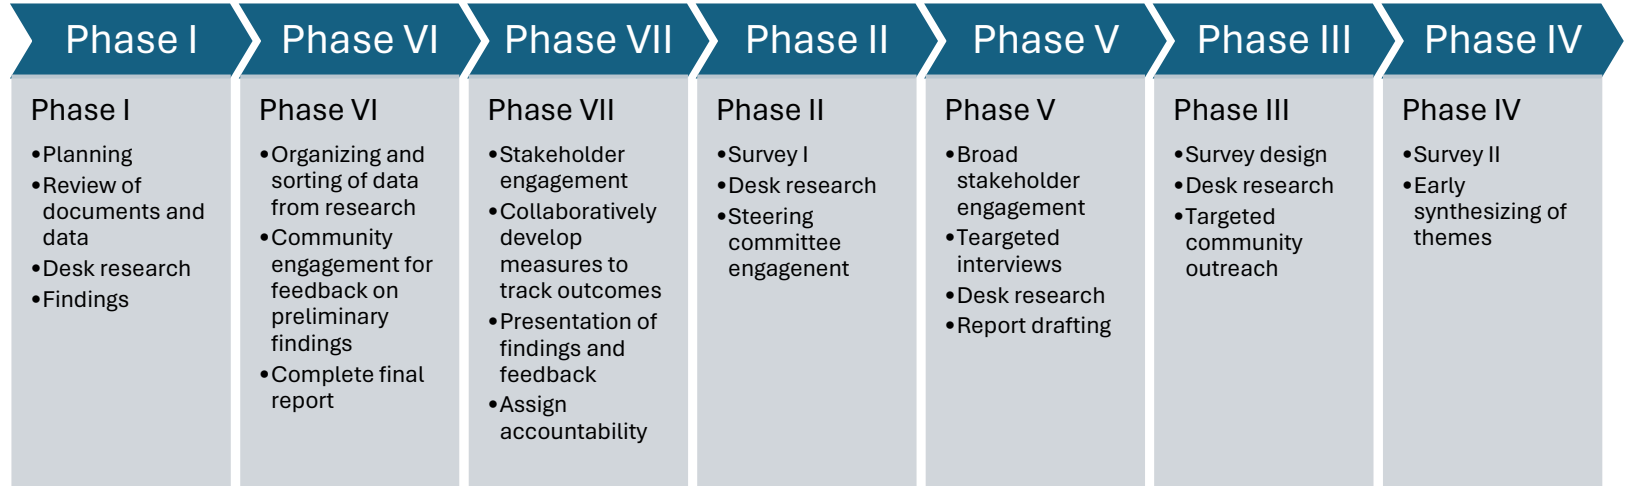 Phase I
Phase VI
Phase VII
Phase II
Phase V
Phase III
Phase IV
Phase I
•Planning
•Review of
documents and
data
•Desk research
•Findings
Phase VI
•Organizing and
sorting of data
from research
•Community
engagement for
feedback on
preliminary
findings
•Complete final
report
Phase VII
•Stakeholder
engagement
•Collaboratively
develop
measures to
track outcomes
•Presentation of
findings and
feedback
•Assign
accountability
Phase II
•Survey I
•Desk research
•Steering
committee
engagenent
Phase V
•Broad
stakeholder
engagement
•Teargeted
interviews
•Desk research
•Report drafting
Phase III
•Survey design
•Desk research
•Targeted
community
outreach
Phase IV
•Survey II
•Early
synthesizing of
themes